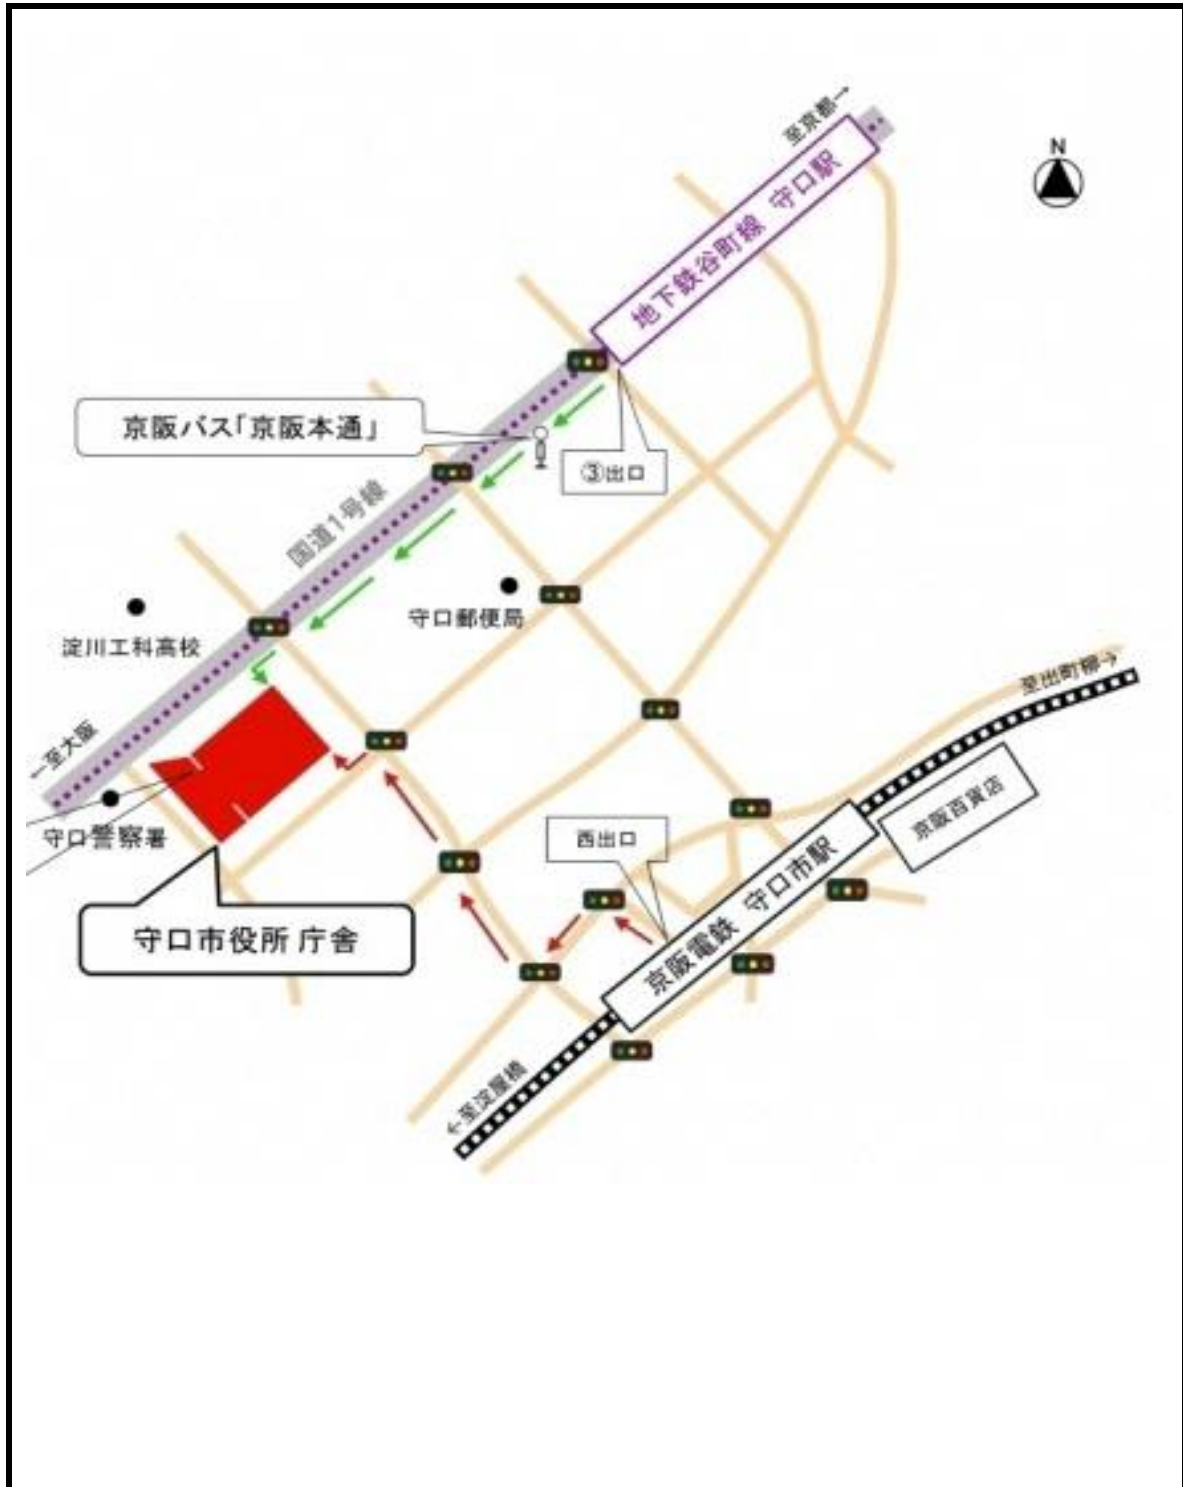 至京都→
N
地下鉄谷町線 守口駅
京阪バス「京阪本通」
③出口
国道1号線
守口郵便局
淀川工科高校
至出町柳→
←至大阪
京阪百貨店
守口警察署
西出口
京阪電鉄 守口市駅
守口市役所 庁舎
←至淀屋橋